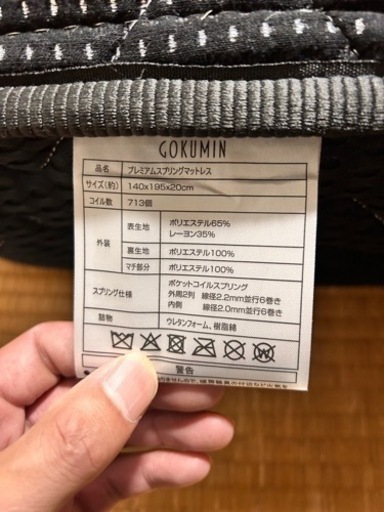 GOKUMIN
品名 プレミアムスプリングマットレス
サイズ(約) 140x195x20cm
コイル数 713個
外装 表生地 ポリエステル65%
レーヨン35%
裏生地 ポリエステル100%
マチ部分 ポリエステル100%
スプリング仕様 ポケットコイルスプリング
外周2列 線径2.2mm並行6巻き
内側 線径2.0mm並行6巻き
詰物 ウレタンフォーム、樹脂綿
警告